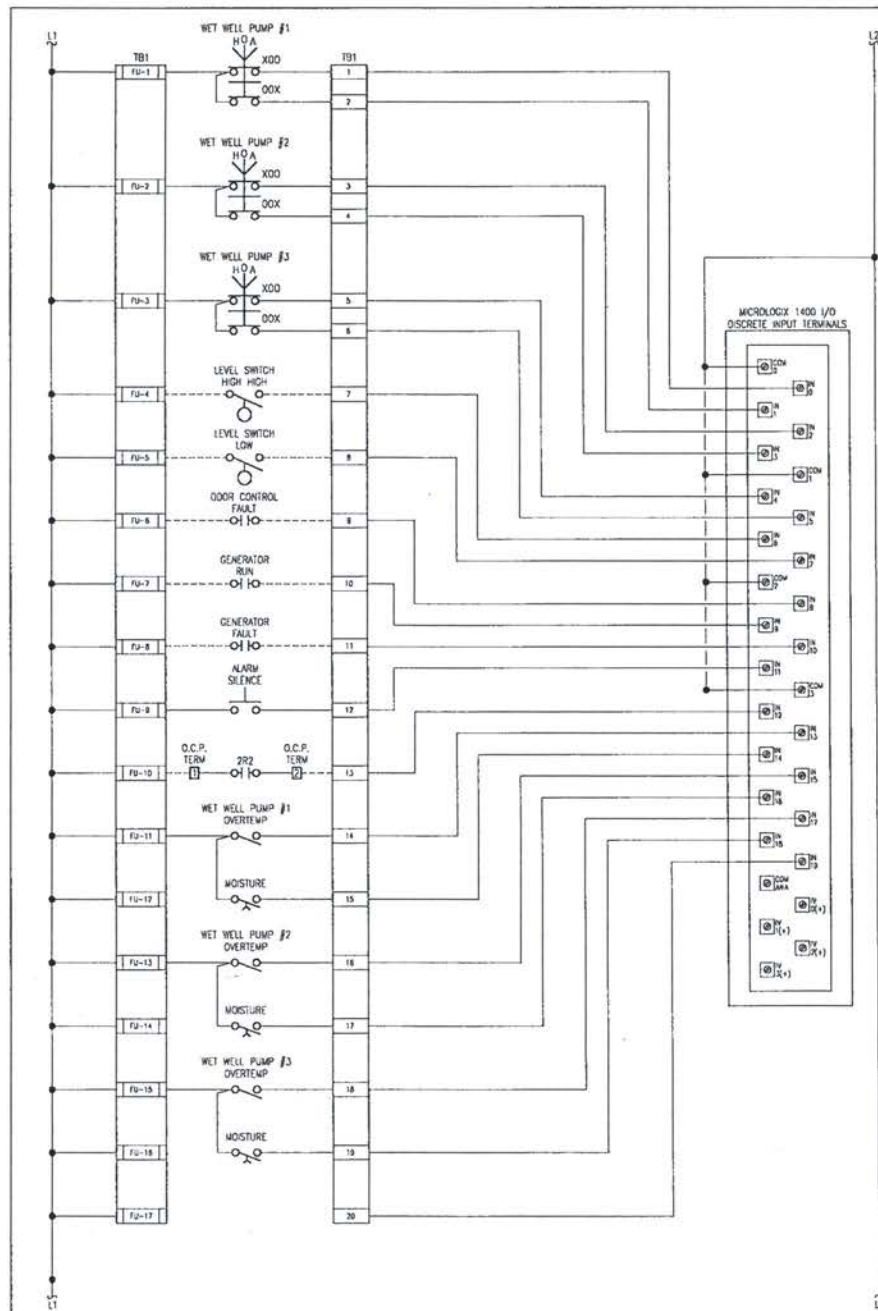 WET WELL PUMP #1
L1
H O A
L2
TB1
XOO
TB1
FU-1
1
OOX
2
WET WELL PUMP #2
H O A
XOO
FU-2
3
OOX
4
WET WELL PUMP #3
H O A
XOO
FU-3
5
OOX
6
MICROLOGIX 1400 I/O
DISCRETE INPUT TERMINALS
LEVEL SWITCH
HIGH HIGH
FU-4
7
LEVEL SWITCH
LOW
FU-5
8
ODOR CONTROL
FAULT
FU-6
9
GENERATOR
RUN
FU-7
10
GENERATOR
FAULT
FU-8
11
ALARM
SILENCE
FU-9
12
O.C.P.
TERM
2R2
O.C.P.
TERM
FU-10
1
2
13
WET WELL PUMP #1
OVERTEMP
FU-11
14
MOISTURE
FU-12
15
WET WELL PUMP #2
OVERTEMP
FU-13
16
MOISTURE
FU-14
17
WET WELL PUMP #3
OVERTEMP
FU-15
18
MOISTURE
FU-16
19
FU-17
20
COM
0
IN
0
IN
1
IN
2
IN
3
COM
1
IN
4
IN
5
IN
6
IN
7
COM
2
IN
8
IN
9
IN
10
IN
11
COM
3
IN
12
IN
13
IN
14
IN
15
IN
16
IN
17
IN
18
IN
19
COM
ANA
IV
0(+)
IV
1(+)
IV
2(+)
IV
3(+)
L1